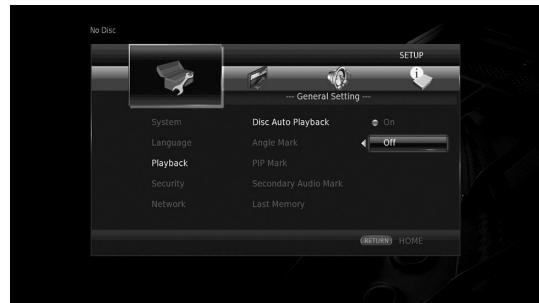 No Disc
SETUP
--- General Setting ---
System
Disc Auto Playback
On
Language
Angle Mark
Off
Playback
PIP Mark
Security
Secondary Audio Mark
Network
Last Memory
RETURN HOME